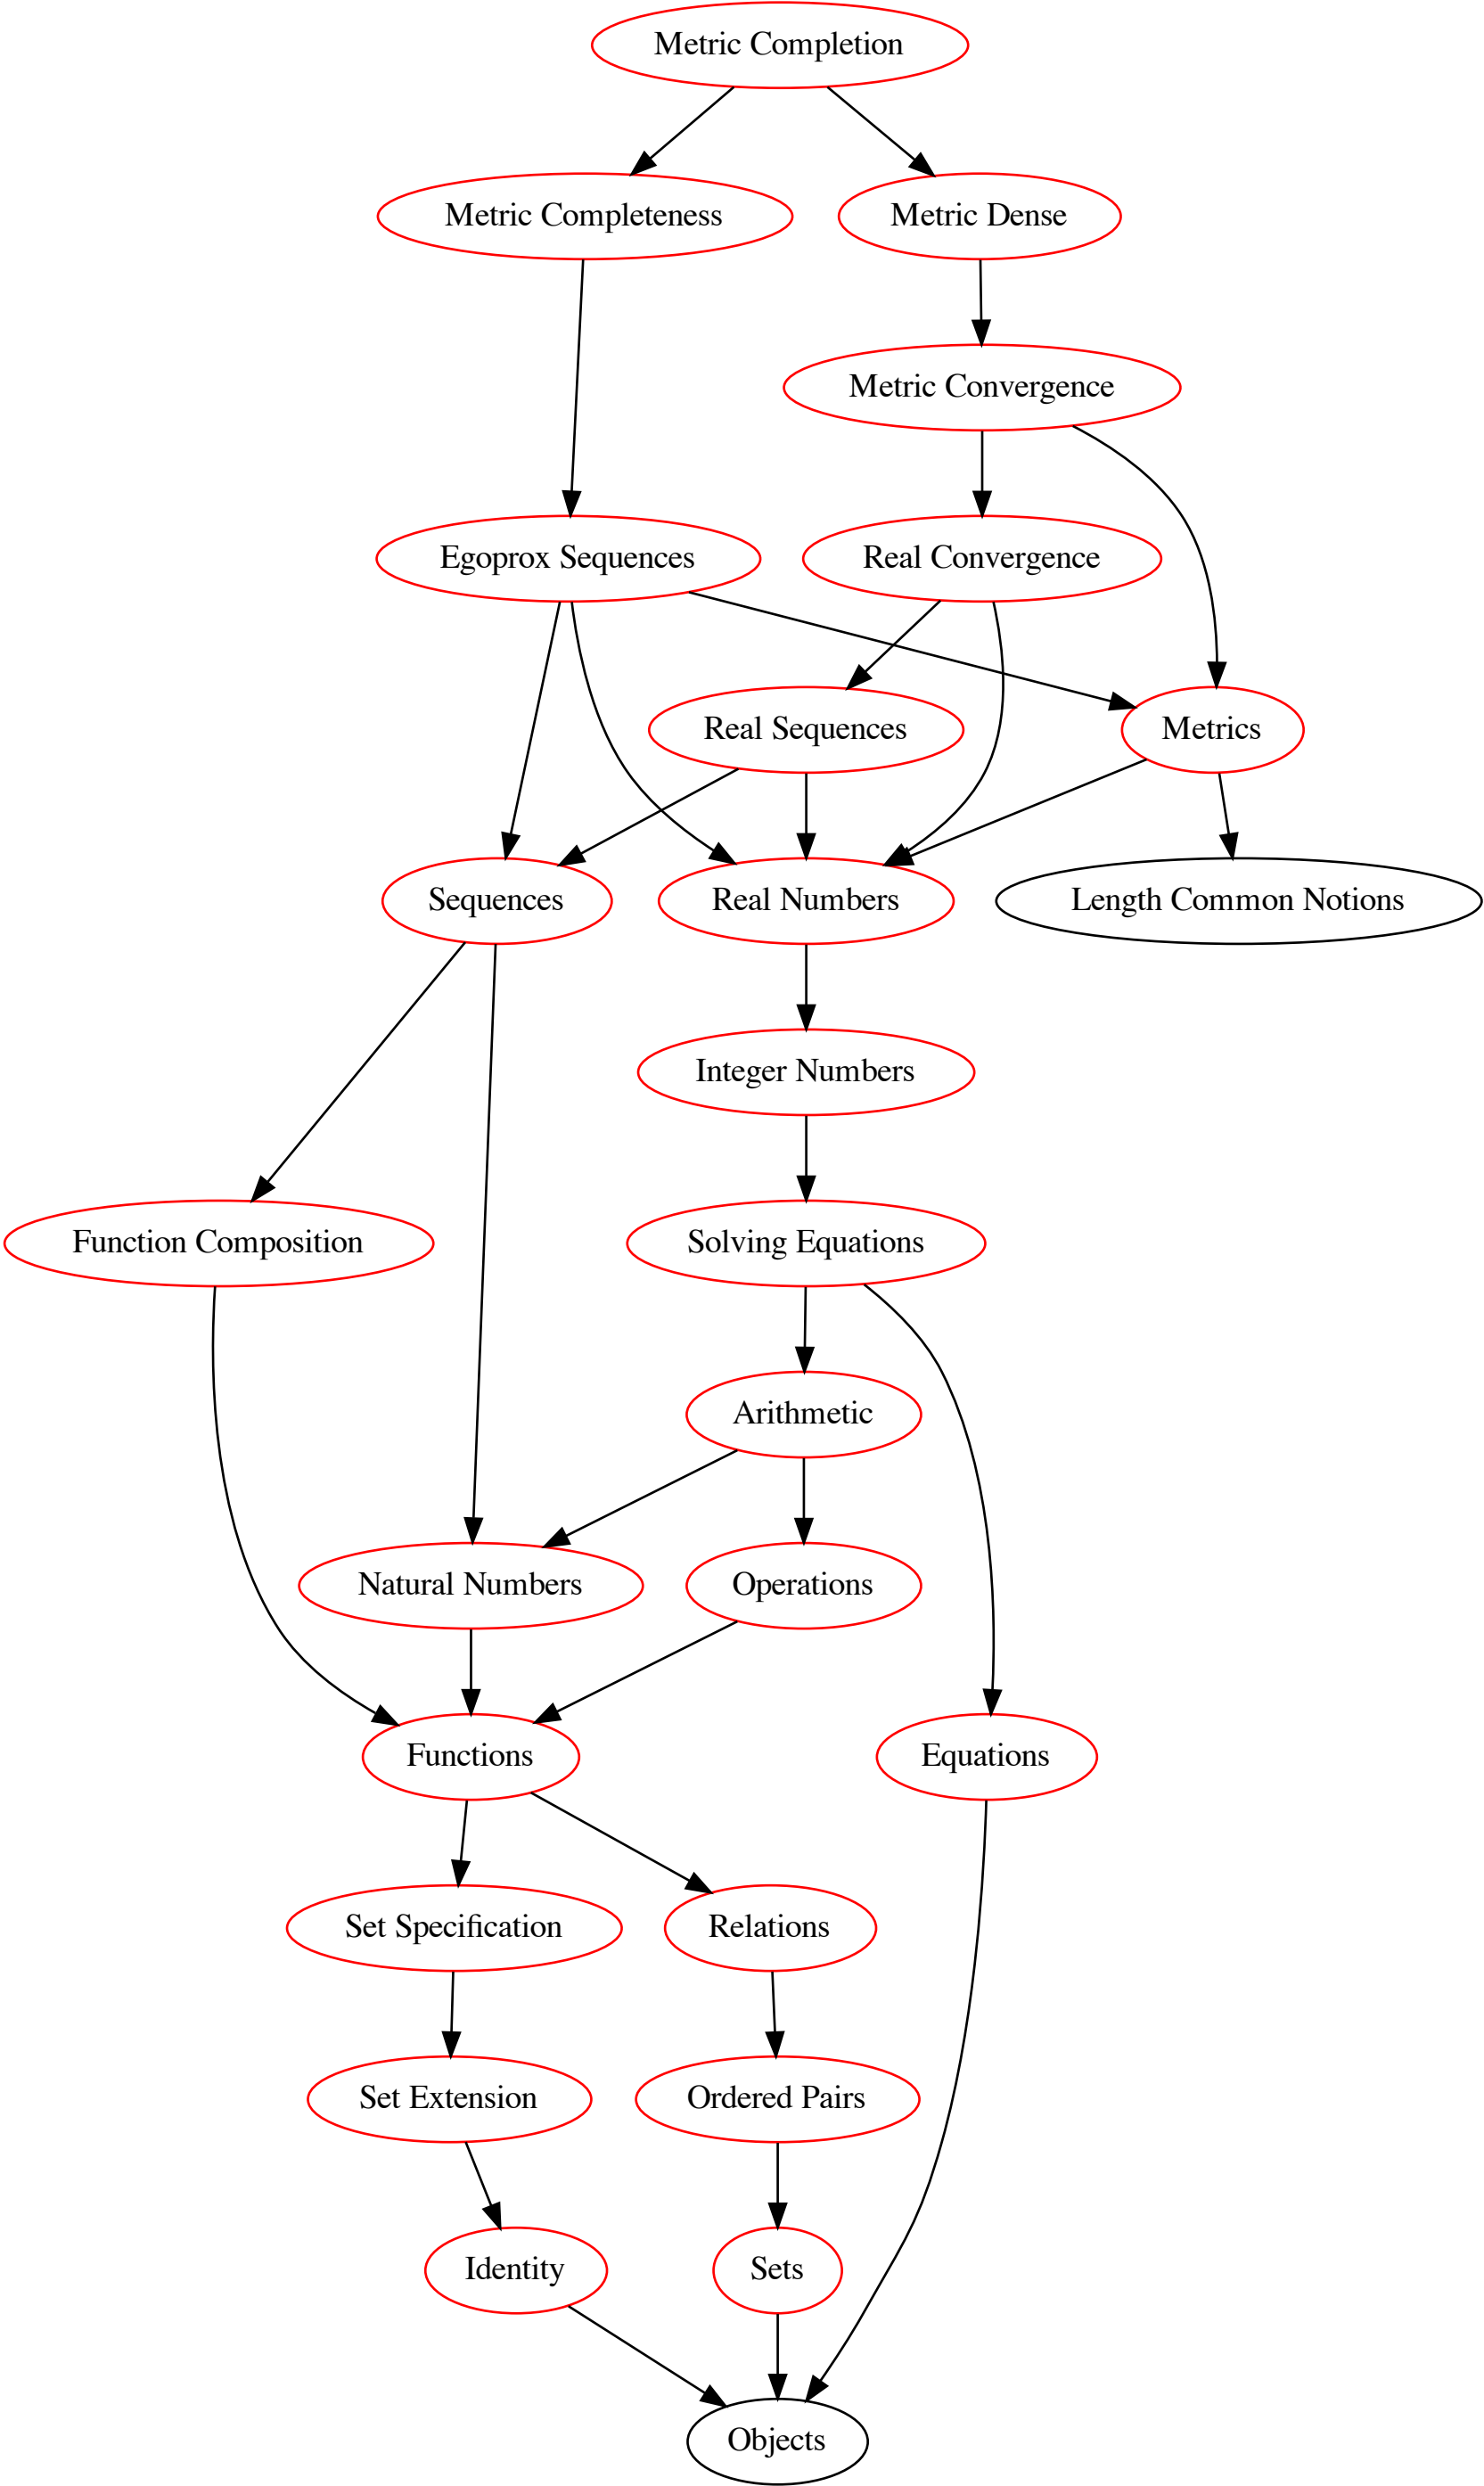 Metric Completion
Metric Completeness
Metric Dense
Metric Convergence
Egoprox Sequences
Real Convergence
Real Sequences
Metrics
Sequences
Real Numbers
Length Common Notions
Integer Numbers
Function Composition
Solving Equations
Arithmetic
Natural Numbers
Operations
Functions
Equations
Set Specification
Relations
Set Extension
Ordered Pairs
Identity
Sets
Objects